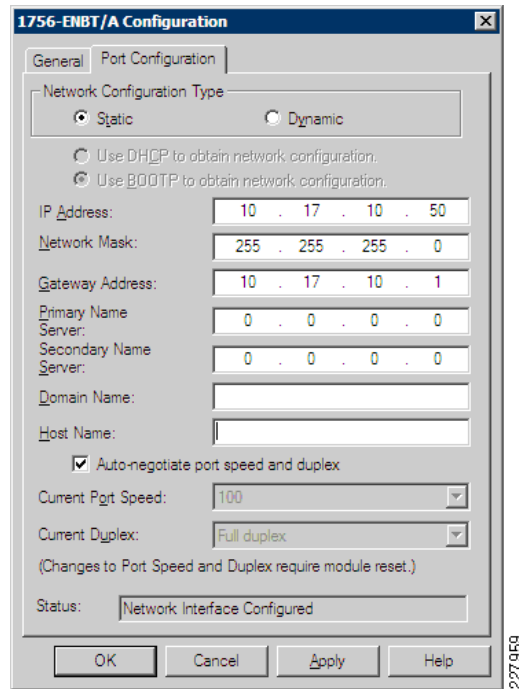 1756-ENBT/A Configuration
General Port Configuration
Network Configuration Type
Static Dynamic
Use DHCP to obtain network configuration.
Use BOOTP to obtain network configuration.
IP Address: 10 . 17 . 10 . 50
Network Mask: 255 . 255 . 255 . 0
Gateway Address: 10 . 17 . 10 . 1
Primary Name
Server: 0 . 0 . 0 . 0
Secondary Name
Server: 0 . 0 . 0 . 0
Domain Name:
Host Name:
Auto-negotiate port speed and duplex
Current Port Speed: 100
Current Duplex: Full duplex
(Changes to Port Speed and Duplex require module reset.)
Status: Network Interface Configured
OK Cancel Apply Help
227959